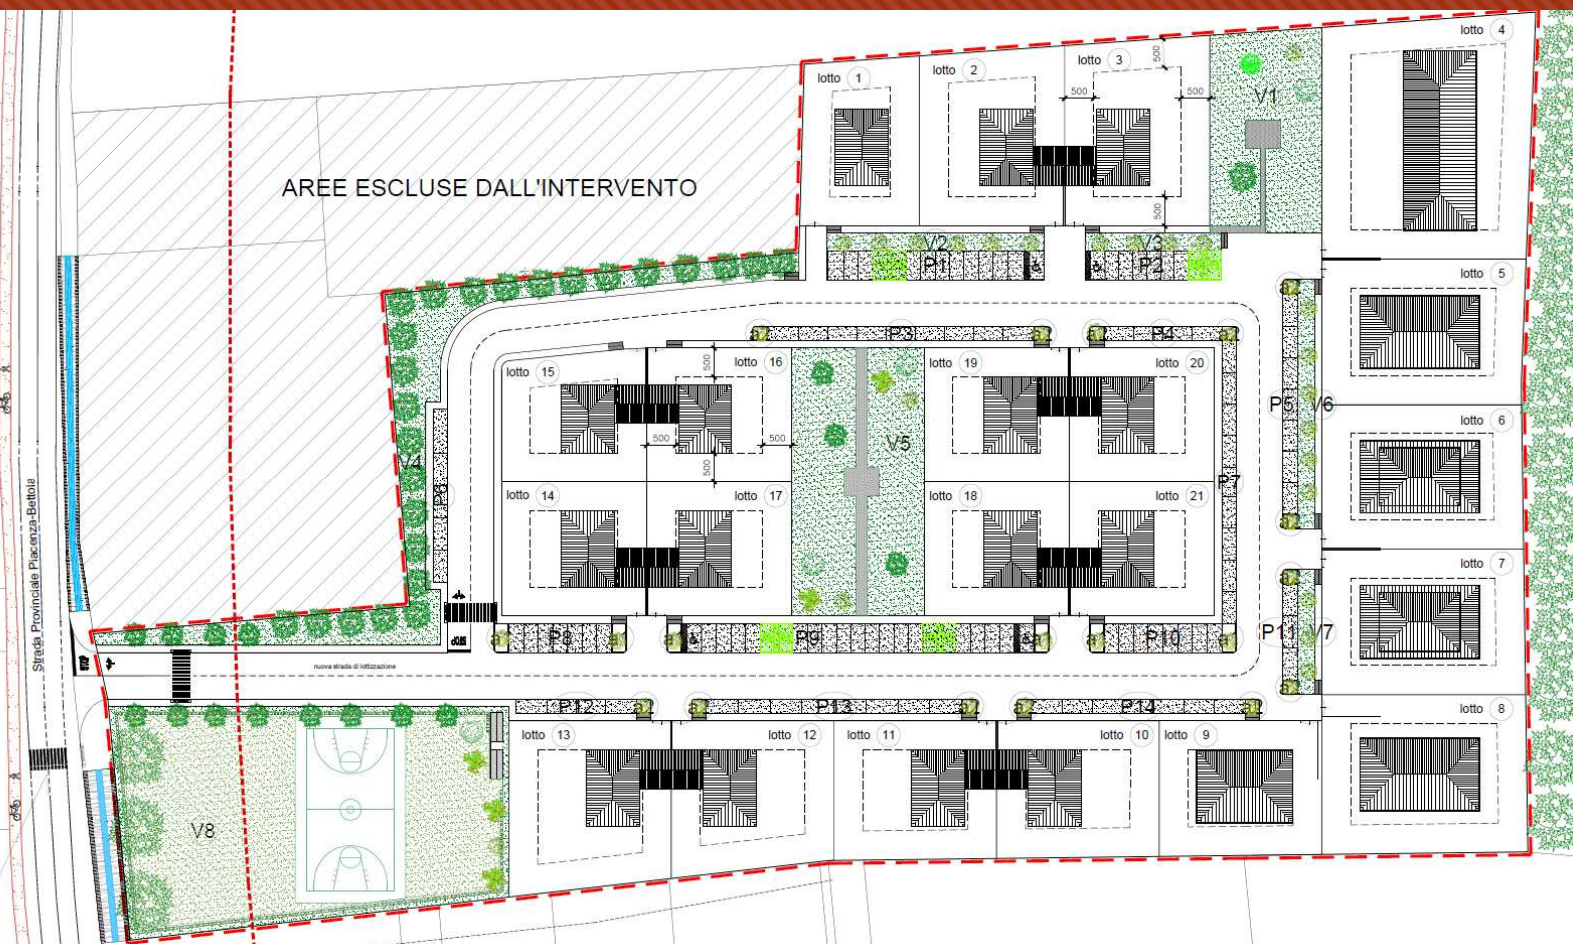 lotto 4
lotto 3
500
lotto 2
lotto 1
500
500
V1
AREE ESCLUSE DALL'INTERVENTO
500
V2
V3
P1
P2
lotto 5
P3
P4
lotto 15
500
lotto 16
lotto 19
lotto 20
P5
V6
lotto 6
500
500
V5
V4
500
P7
lotto 14
lotto 17
lotto 18
lotto 21
Strada Provinciale Piacenza-Bettola
lotto 7
STOP
P8
P9
P10
P11
V7
STOP
nuova strada di lottizzazione
P12
P13
P14
lotto 8
lotto 13
lotto 12
lotto 11
lotto 10
lotto 9
V8